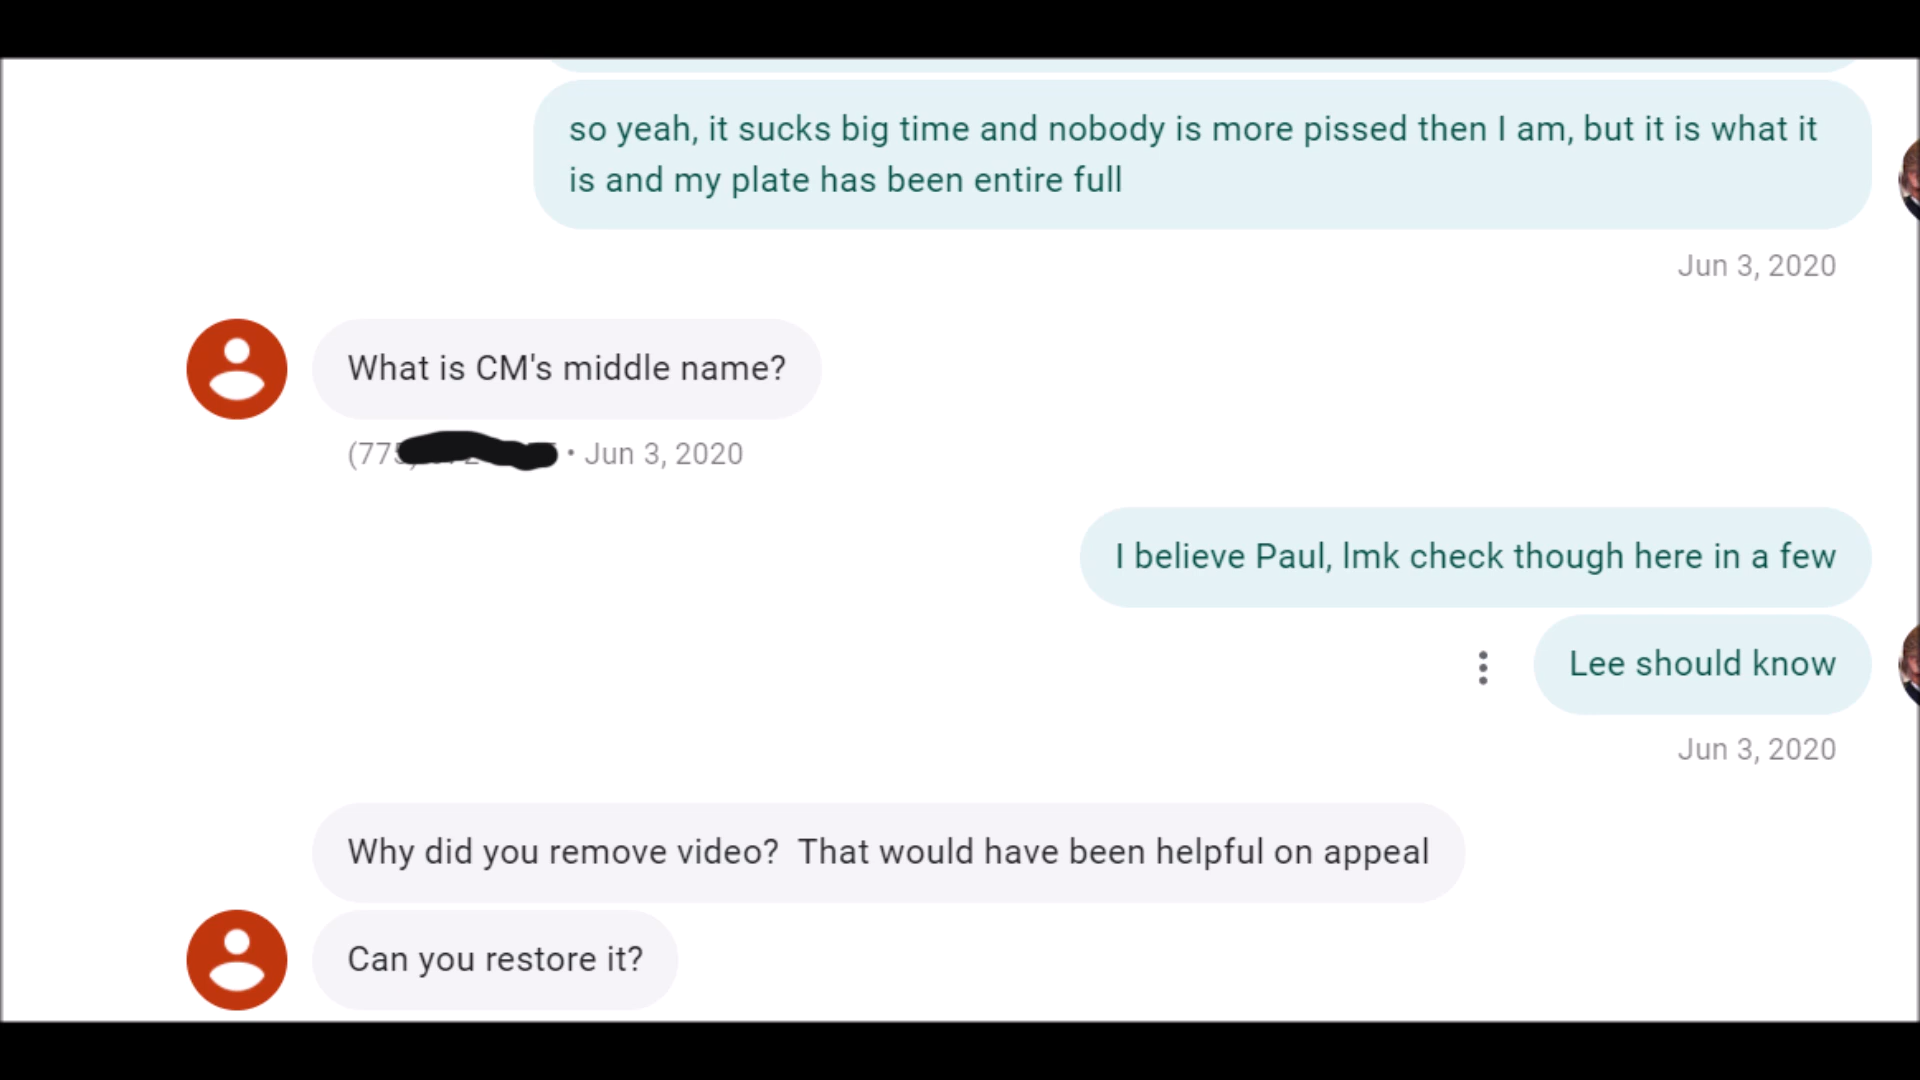 so yeah, it sucks big time and nobody is more pissed then I am, but it is what it
is and my plate has been entire full
Jun 3, 2020
What is CM's middle name?
(775 • Jun 3, 2020
I believe Paul, lmk check though here in a few
Lee should know
Jun 3, 2020
Why did you remove video?  That would have been helpful on appeal
Can you restore it?